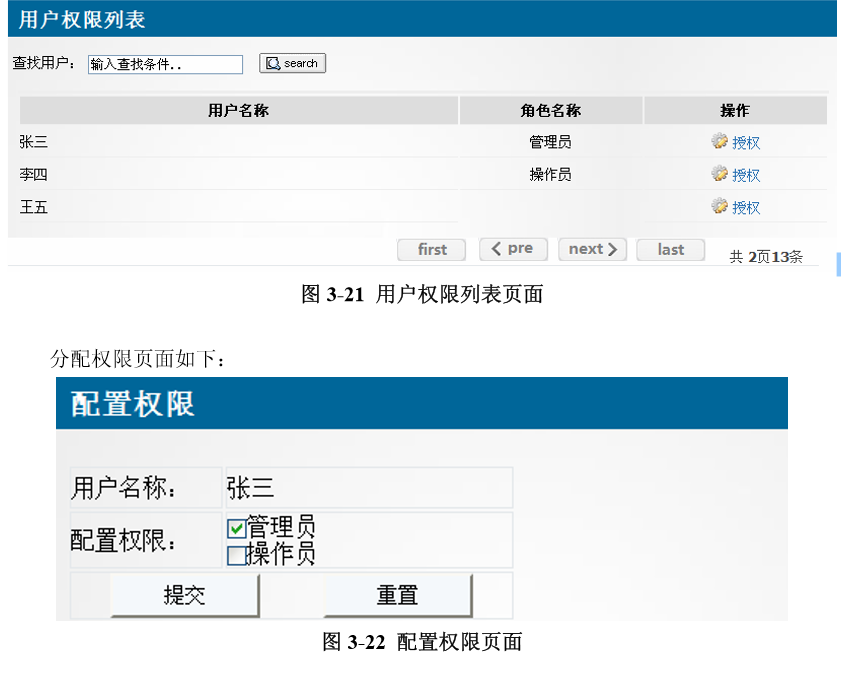 用户权限列表
查找用户： 输入查找条件.. search
用户名称 角色名称 操作
张三 管理员 授权
李四 操作员 授权
王五 授权
first pre next last 共 2页13条
图 3-21 用户权限列表页面
分配权限页面如下：
配置权限
用户名称： 张三
配置权限： 管理员
操作员
提交 重置
图 3-22 配置权限页面